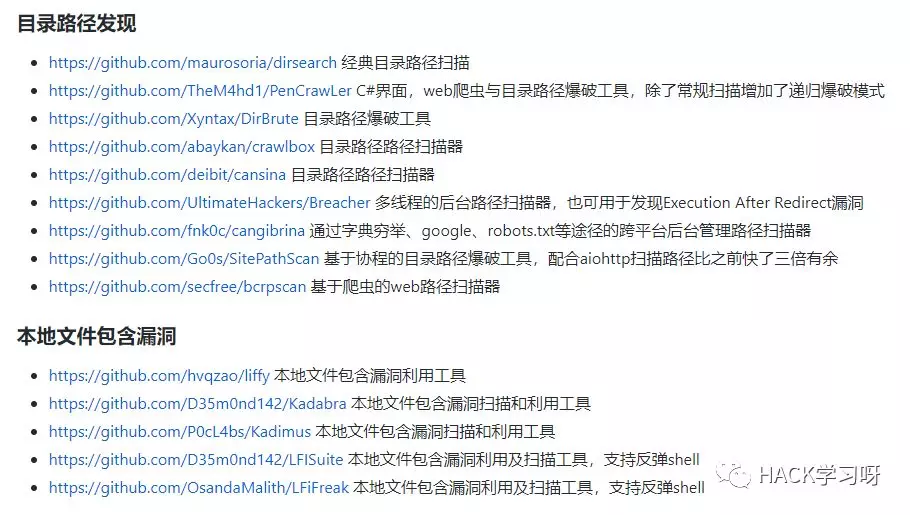 目录路径发现
https://github.com/maurosoria/dirsearch 经典目录路径扫描
https://github.com/TheM4hd1/PenCrawLer C#界面，web爬虫与目录路径爆破工具，除了常规扫描增加了递归爆破模式
https://github.com/Xyntax/DirBrute 目录路径爆破工具
https://github.com/abaykan/crawlbox 目录路径路径扫描器
https://github.com/deibit/cansina 目录路径路径扫描器
https://github.com/UltimateHackers/Breacher 多线程的后台路径扫描器，也可用于发现Execution After Redirect漏洞
https://github.com/fnk0c/cangibrina 通过字典穷举、google、robots.txt等途径的跨平台后台管理路径扫描器
https://github.com/Go0s/SitePathScan 基于协程的目录路径爆破工具，配合aiohttp扫描路径比之前快了三倍有余
https://github.com/secfree/bcrpscan 基于爬虫的web路径扫描器
本地文件包含漏洞
https://github.com/hvqzao/liffy 本地文件包含漏洞利用工具
https://github.com/D35m0nd142/Kadabra 本地文件包含漏洞扫描和利用工具
https://github.com/P0cL4bs/Kadimus 本地文件包含漏洞扫描和利用工具
https://github.com/D35m0nd142/LFISuite 本地文件包含漏洞利用及扫描工具，支持反弹shell
https://github.com/OsandaMalith/LFiFreak 本地文件包含漏洞利用及扫描工具，支持反弹shell
HACK学习呀